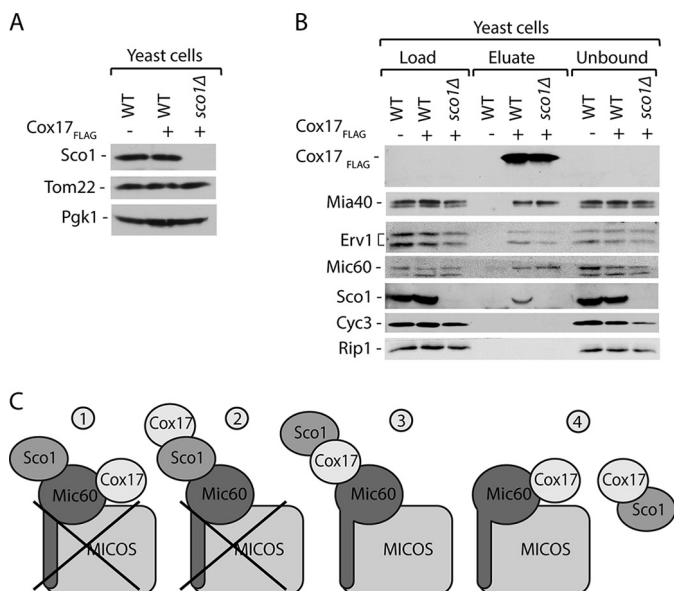 A
Yeast cells
WT
WT
sco1Δ
Cox17FLAG
- + +
Sco1 -
Tom22 -
Pgk1 -
B
Yeast cells
Load Eluate Unbound
WT WT sco1Δ WT WT sco1Δ WT WT sco1Δ
Cox17FLAG - + + - + + - + +
Cox17 FLAG -
Mia40 -
Erv1
Mic60 -
Sco1 -
Cyc3 -
Rip1 -
C
1 2 3 4
Sco1 Cox17 Mic60 MICOS
Cox17 Sco1 Mic60 MICOS
Sco1 Cox17 Mic60 MICOS
Mic60 Cox17 MICOS Cox17 Sco1